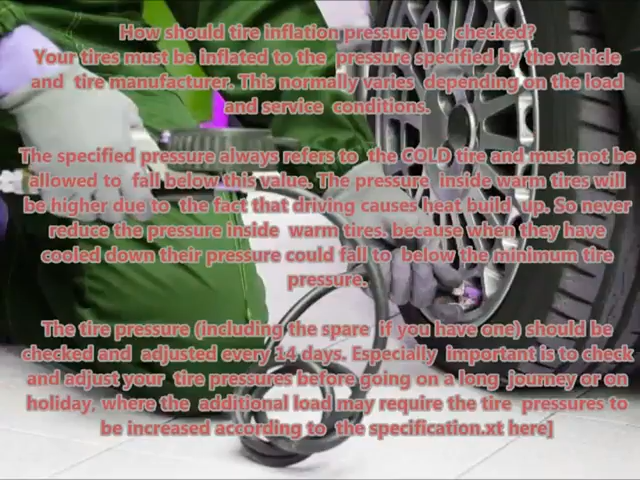 How should tire inflation pressure be checked?
Your tires must be inflated to the pressure specified by the vehicle
and tire manufacturer. This normally varies depending on the load
and service conditions.
The specified pressure always refers to the COLD tire and must not be
allowed to fall below this value. The pressure inside warm tires will
be higher due to the fact that driving causes heat build up. So never
reduce the pressure inside warm tires. because when they have
cooled down their pressure could fall to below the minimum tire
pressure.
The tire pressure (including the spare if you have one) should be
checked and adjusted every 14 days. Especially important is to check
and adjust your tire pressures before going on a long journey or on
holiday, where the additional load may require the tire pressures to
be increased according to the specification.xt here]